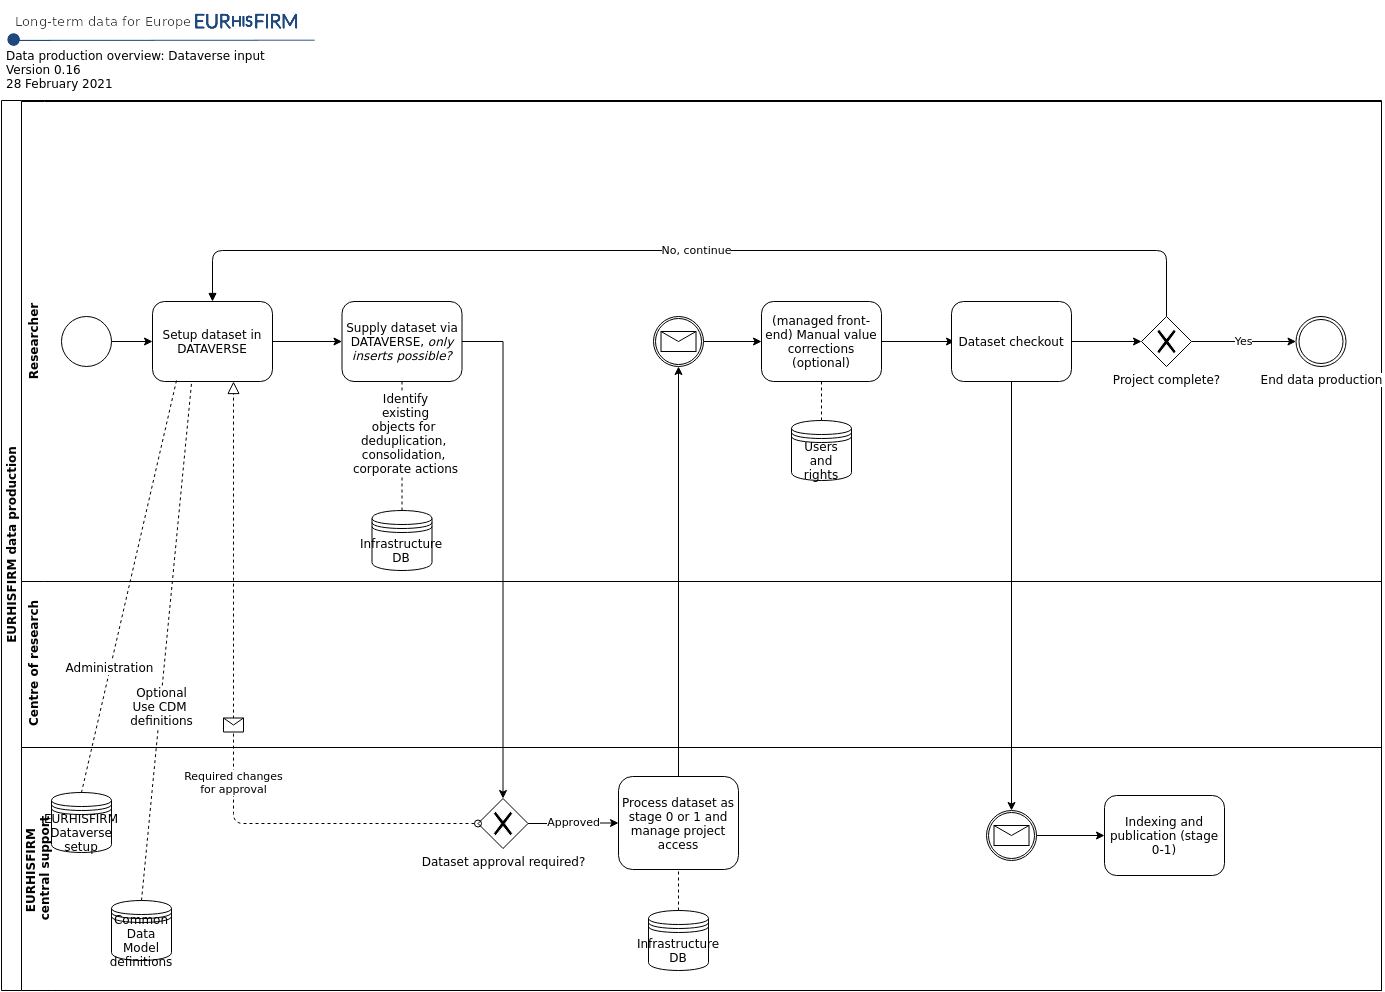 Long-term data for Europe EURHISFIRM
Data production overview: Dataverse input
Version 0.16
28 February 2021
EURHISFIRM data production
Researcher
No, continue
Setup dataset in
DATAVERSE
Supply dataset via
DATAVERSE, only
inserts possible?
(managed front-
end) Manual value
corrections
(optional)
Dataset checkout
Project complete?
Yes
End data production
Identify
existing
objects for
deduplication,
consolidation,
corporate actions
Infrastructure
DB
Users
and
rights
Centre of research
Administration
Optional
Use CDM
definitions
EURHISFIRM
central support
Required changes
for approval
EURHISFIRM
Dataverse
setup
Common
Data
Model
definitions
Dataset approval required?
Approved
Process dataset as
stage 0 or 1 and
manage project
access
Infrastructure
DB
Indexing and
publication (stage
0-1)